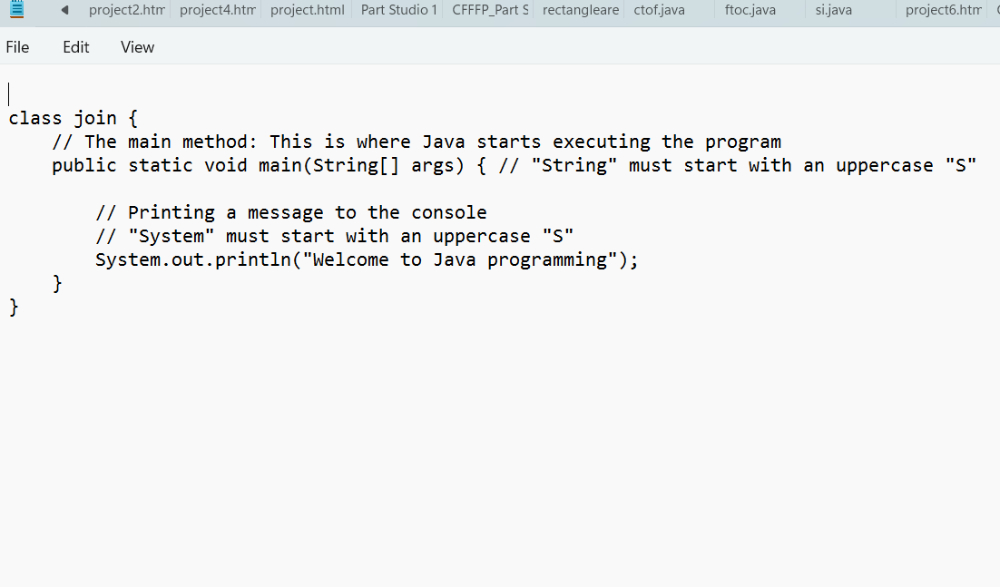 project2.htm project4.htm project.html Part Studio 1 CFFFP_Part S rectangleare ctof.java ftoc.java si.java project6.htm
File Edit View
class join {
// The main method: This is where Java starts executing the program
public static void main(String[] args) { // "String" must start with an uppercase "S"
// Printing a message to the console
// "System" must start with an uppercase "S"
System.out.println("Welcome to Java programming");
}
}